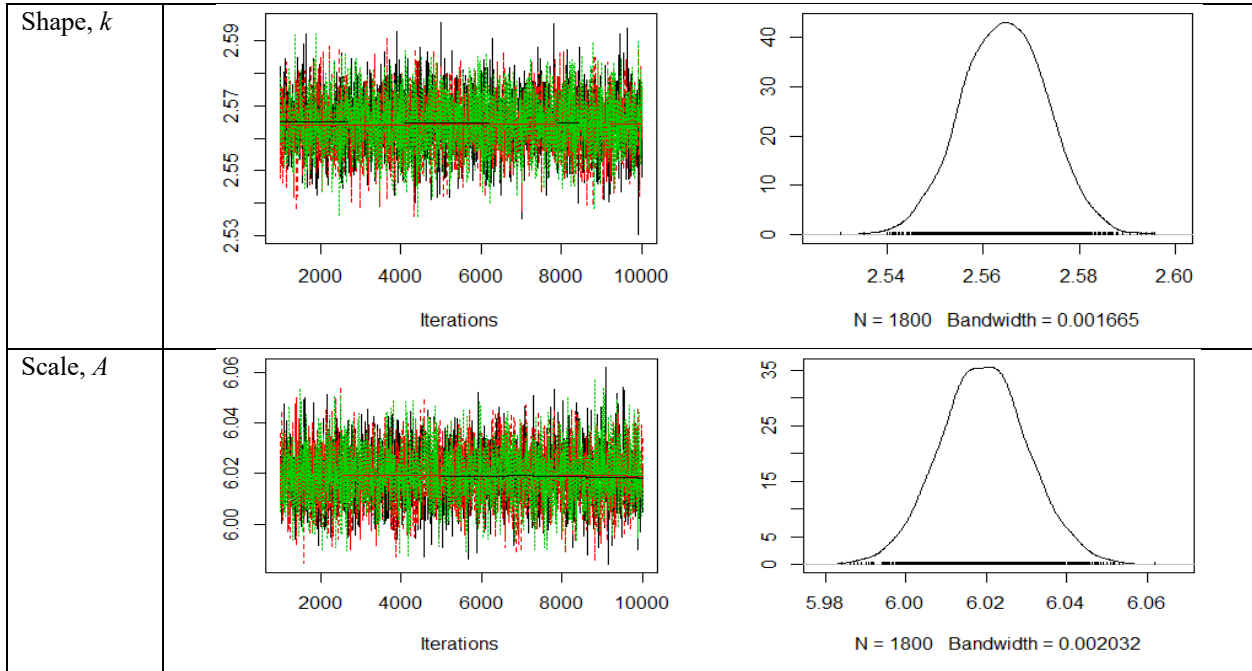 Shape, k
2.53 2.55 2.57 2.59
2000 4000 6000 8000 10000
Iterations
0 10 20 30 40
2.54 2.56 2.58 2.60
N = 1800 Bandwidth = 0.001665
Scale, A
6.00 6.02 6.04 6.06
2000 4000 6000 8000 10000
Iterations
0 5 15 25 35
5.98 6.00 6.02 6.04 6.06
N = 1800 Bandwidth = 0.002032